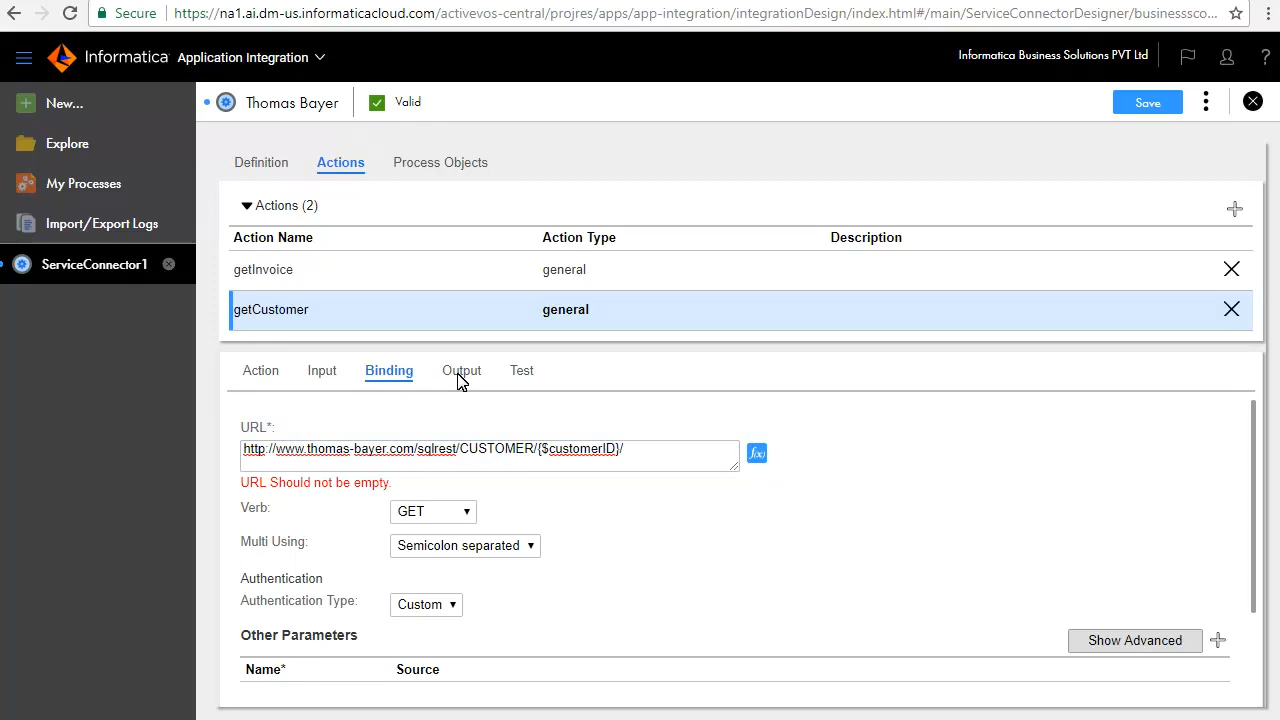 Secure https://na1.ai.dm-us.informaticacloud.com/activevos-central/projres/apps/app-integration/integrationDesign/index.html#/main/ServiceConnectorDesigner/businesssco...
Informatica Application Integration Informatica Business Solutions PVT Ltd ?
New... Thomas Bayer Valid Save
Explore
My Processes
Import/Export Logs
ServiceConnector1
Definition Actions Process Objects
Actions (2)
Action Name Action Type Description
getInvoice general
getCustomer general
Action Input Binding Output Test
URL*:
http://www.thomas-bayer.com/sqlrest/CUSTOMER/{$customerID}/ f(x)
URL Should not be empty.
Verb: GET
Multi Using: Semicolon separated
Authentication
Authentication Type: Custom
Other Parameters Show Advanced
Name* Source